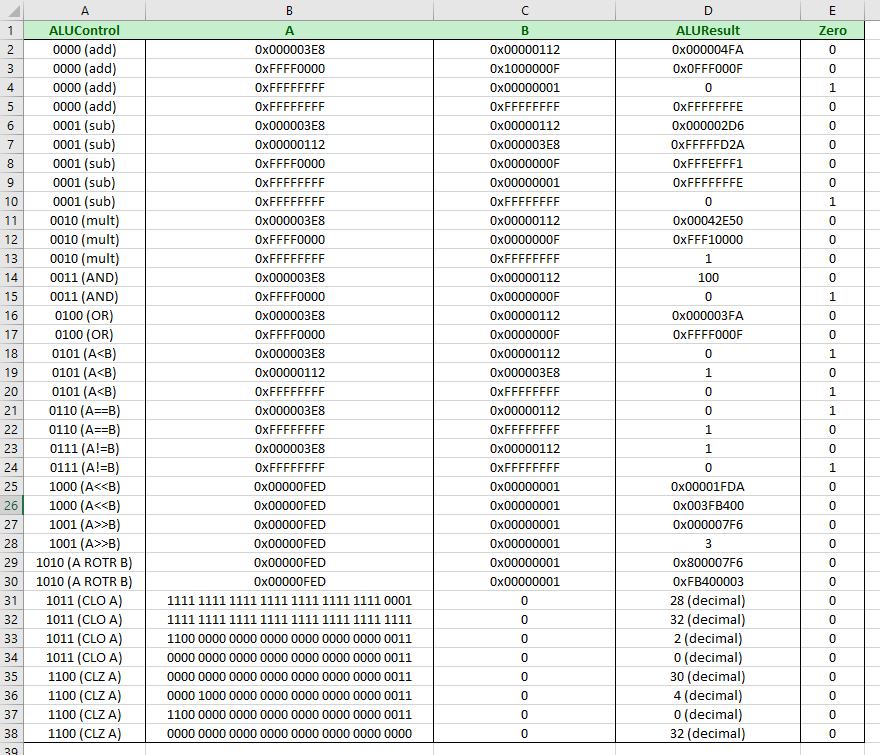 A B C D E
1 ALUControl A B ALUResult Zero
2 0000 (add) 0x000003E8 0x00000112 0x000004FA 0
3 0000 (add) 0xFFFF0000 0x1000000F 0x0FFF000F 0
4 0000 (add) 0xFFFFFFFF 0x00000001 0 1
5 0000 (add) 0xFFFFFFFF 0xFFFFFFFF 0xFFFFFFFE 0
6 0001 (sub) 0x000003E8 0x00000112 0x000002D6 0
7 0001 (sub) 0x00000112 0x000003E8 0xFFFFFD2A 0
8 0001 (sub) 0xFFFF0000 0x0000000F 0xFFFEFFF1 0
9 0001 (sub) 0xFFFFFFFF 0x00000001 0xFFFFFFFE 0
10 0001 (sub) 0xFFFFFFFF 0xFFFFFFFF 0 1
11 0010 (mult) 0x000003E8 0x00000112 0x00042E50 0
12 0010 (mult) 0xFFFF0000 0x0000000F 0xFFF10000 0
13 0010 (mult) 0xFFFFFFFF 0xFFFFFFFF 1 0
14 0011 (AND) 0x000003E8 0x00000112 100 0
15 0011 (AND) 0xFFFF0000 0x0000000F 0 1
16 0100 (OR) 0x000003E8 0x00000112 0x000003FA 0
17 0100 (OR) 0xFFFF0000 0x0000000F 0xFFFF000F 0
18 0101 (A<B) 0x000003E8 0x00000112 0 1
19 0101 (A<B) 0x00000112 0x000003E8 1 0
20 0101 (A<B) 0xFFFFFFFF 0xFFFFFFFF 0 1
21 0110 (A==B) 0x000003E8 0x00000112 0 1
22 0110 (A==B) 0xFFFFFFFF 0xFFFFFFFF 1 0
23 0111 (A!=B) 0x000003E8 0x00000112 1 0
24 0111 (A!=B) 0xFFFFFFFF 0xFFFFFFFF 0 1
25 1000 (A<<B) 0x00000FED 0x00000001 0x00001FDA 0
26 1000 (A<<B) 0x00000FED 0x00000001 0x003FB400 0
27 1001 (A>>B) 0x00000FED 0x00000001 0x000007F6 0
28 1001 (A>>B) 0x00000FED 0x00000001 3 0
29 1010 (A ROTR B) 0x00000FED 0x00000001 0x800007F6 0
30 1010 (A ROTR B) 0x00000FED 0x00000001 0xFB400003 0
31 1011 (CLO A) 1111 1111 1111 1111 1111 1111 1111 0001 0 28 (decimal) 0
32 1011 (CLO A) 1111 1111 1111 1111 1111 1111 1111 1111 0 32 (decimal) 0
33 1011 (CLO A) 1100 0000 0000 0000 0000 0000 0000 0011 0 2 (decimal) 0
34 1011 (CLO A) 0000 0000 0000 0000 0000 0000 0000 0011 0 0 (decimal) 0
35 1100 (CLZ A) 0000 0000 0000 0000 0000 0000 0000 0011 0 30 (decimal) 0
36 1100 (CLZ A) 0000 1000 0000 0000 0000 0000 0000 0011 0 4 (decimal) 0
37 1100 (CLZ A) 1100 0000 0000 0000 0000 0000 0000 0011 0 0 (decimal) 0
38 1100 (CLZ A) 0000 0000 0000 0000 0000 0000 0000 0000 0 32 (decimal) 0
39